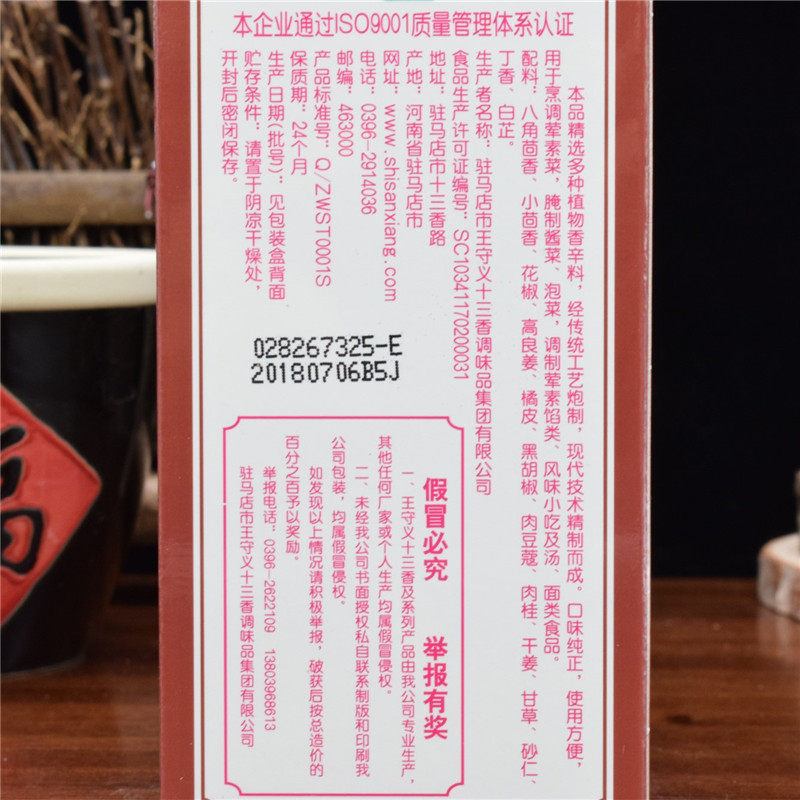 本企业通过ISO9001质量管理体系认证
本品精选多种植物香辛料，经传统工艺炮制，现代技术精制而成。口味纯正，使用方便，
用于烹调荤素菜，腌制酱菜、泡菜，调制荤素馅类、风味小吃及汤、面类食品。
配料：八角茴香、小茴香、花椒、高良姜、橘皮、黑胡椒、肉豆蔻、肉桂、干姜、甘草、砂仁、
丁香、白芷。
生产者名称：驻马店市王守义十三香调味品集团有限公司
食品生产许可证编号：SC10341170200031
地址：驻马店市十三香路
产地：河南省驻马店市
网址：www.shisanxiang.com
电话：0396-2914036
邮编：463000
产品标准号：Q/ZWST0001S
保质期：24个月
生产日期(批号)：见包装盒背面
贮存条件：请置于阴凉干燥处，
开封后密闭保存。
028267325-E
20180706B5J
假冒必究 举报有奖
一、王守义十三香及系列产品由我公司专业生产，
其他任何厂家或个人生产均属假冒侵权。
二、未经我公司书面授权私自联系制版和印刷我
公司包装，均属假冒侵权。
如发现以上情况请积极举报，破获后按总造价的
百分之百予以奖励。
举报电话：0396-2622109 13803968613
驻马店市王守义十三香调味品集团有限公司
福